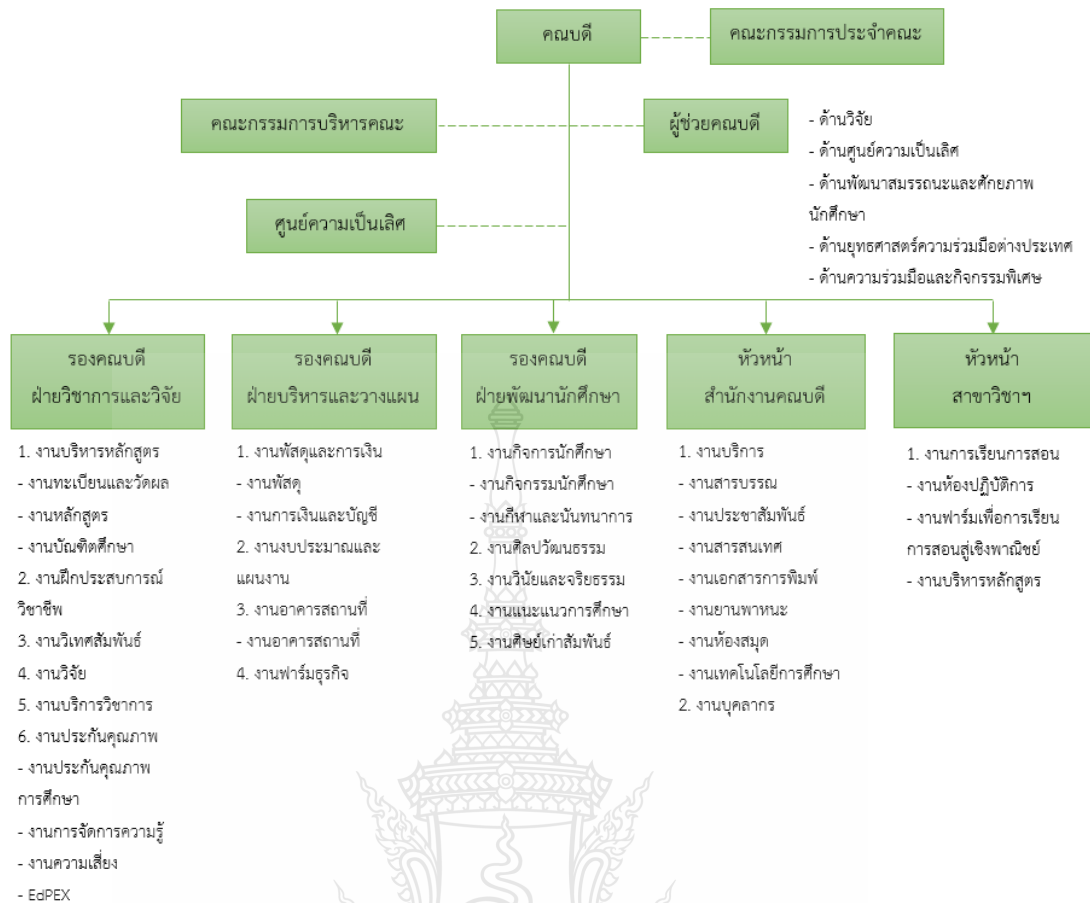 คณบดี
คณะกรรมการประจำคณะ
คณะกรรมการบริหารคณะ
ผู้ช่วยคณบดี
- ด้านวิจัย
- ด้านศูนย์ความเป็นเลิศ
- ด้านพัฒนาสมรรถนะและศักยภาพ
นักศึกษา
- ด้านยุทธศาสตร์ความร่วมมือต่างประเทศ
- ด้านความร่วมมือและกิจกรรมพิเศษ
ศูนย์ความเป็นเลิศ
รองคณบดี
ฝ่ายวิชาการและวิจัย
1. งานบริหารหลักสูตร
- งานทะเบียนและวัดผล
- งานหลักสูตร
- งานบัณฑิตศึกษา
2. งานฝึกประสบการณ์
วิชาชีพ
3. งานวิเทศสัมพันธ์
4. งานวิจัย
5. งานบริการวิชาการ
6. งานประกันคุณภาพ
- งานประกันคุณภาพ
การศึกษา
- งานการจัดการความรู้
- งานความเสี่ยง
- EdPEX
รองคณบดี
ฝ่ายบริหารและวางแผน
1. งานพัสดุและการเงิน
- งานพัสดุ
- งานการเงินและบัญชี
2. งานงบประมาณและ
แผนงาน
3. งานอาคารสถานที่
- งานอาคารสถานที่
4. งานฟาร์มธุรกิจ
รองคณบดี
ฝ่ายพัฒนานักศึกษา
1. งานกิจการนักศึกษา
- งานกิจกรรมนักศึกษา
- งานกีฬาและนันทนาการ
2. งานศิลปวัฒนธรรม
3. งานวินัยและจริยธรรม
4. งานแนะแนวการศึกษา
5. งานศิษย์เก่าสัมพันธ์
หัวหน้า
สำนักงานคณบดี
1. งานบริการ
- งานสารบรรณ
- งานประชาสัมพันธ์
- งานสารสนเทศ
- งานเอกสารการพิมพ์
- งานยานพาหนะ
- งานห้องสมุด
- งานเทคโนโลยีการศึกษา
2. งานบุคลากร
หัวหน้า
สาขาวิชาฯ
1. งานการเรียนการสอน
- งานห้องปฏิบัติการ
- งานฟาร์มเพื่อการเรียน
การสอนสู่เชิงพาณิชย์
- งานบริหารหลักสูตร